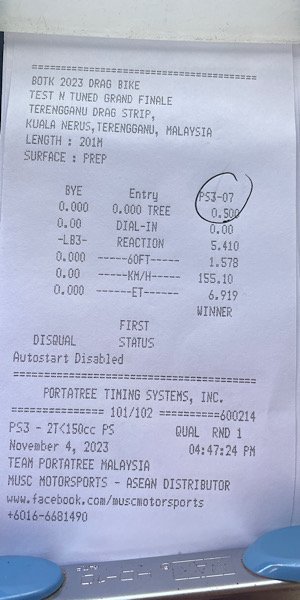 ==========================================
BOTK 2023 DRAG BIKE
TEST N TUNED GRAND FINALE
TERENGGANU DRAG STRIP,
KUALA NERUS,TERENGGANU, MALAYSIA
LENGTH : 201M
SURFACE : PREP
==========================================
BYE Entry PS3-07
0.000 0.000 TREE 0.500
0.00 DIAL-IN 0.00
-LB3- REACTION 5.410
0.000 ------60FT----- 1.578
0.00 ------KM/H----- 155.10
0.000 ------ET------ 6.919
WINNER
FIRST
DISQUAL STATUS
Autostart Disabled
==========================================
PORTATREE TIMING SYSTEMS, INC.
================ 101/102 ==========600214
PS3 - 2T<150cc PS QUAL RND 1
November 4, 2023 04:47:24 PM
TEAM PORTATREE MALAYSIA
MUSC MOTORSPORTS - ASEAN DISTRIBUTOR
www.facebook.com/muscmotorsports
+6016-6681490